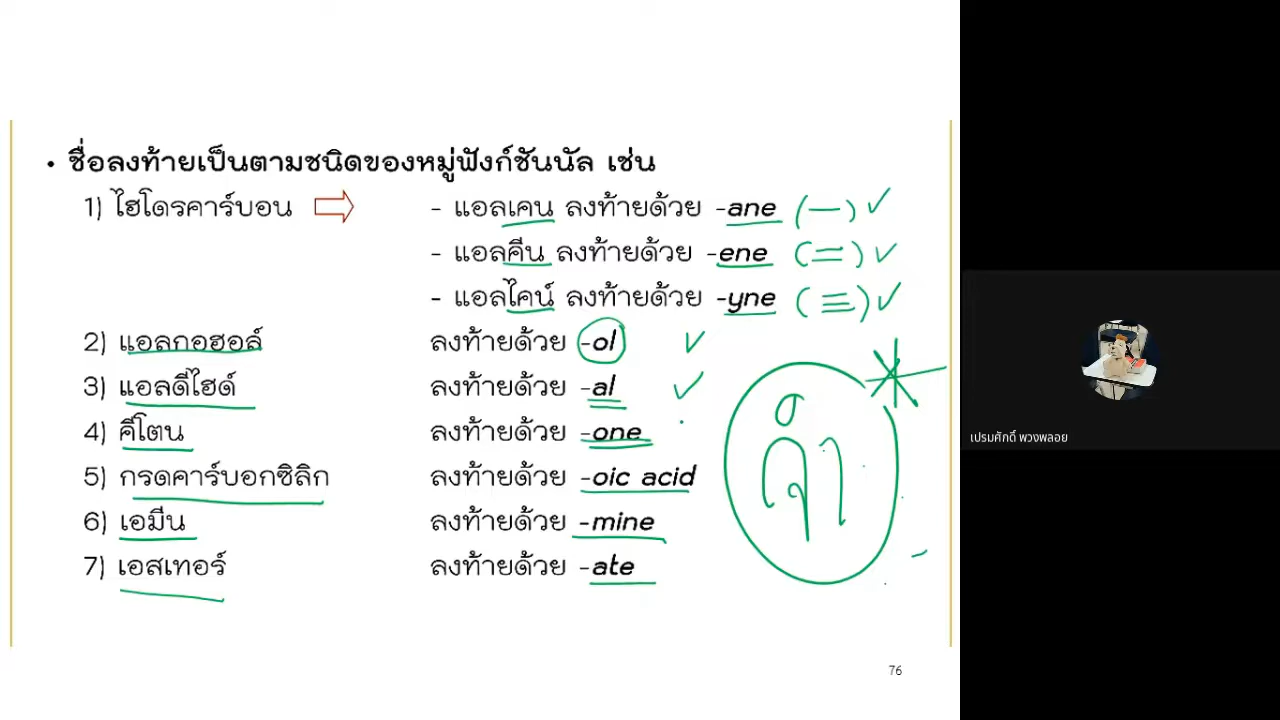 • ชื่อลงท้ายเป็นตามชนิดของหมู่ฟังก์ชันนัล เช่น
1) ไฮโดรคาร์บอน - แอลเคน ลงท้ายด้วย -ane (—) ✓
- แอลคีน ลงท้ายด้วย -ene (=) ✓
- แอลไคน์ ลงท้ายด้วย -yne (≡) ✓
2) แอลกอฮอล์ ลงท้ายด้วย -ol ✓
3) แอลดีไฮด์ ลงท้ายด้วย -al ✓
4) คีโตน ลงท้ายด้วย -one
5) กรดคาร์บอกซิลิก ลงท้ายด้วย -oic acid
6) เอมีน ลงท้ายด้วย -mine
7) เอสเทอร์ ลงท้ายด้วย -ate
จำ
76
เปรมศักดิ์ พวงพลอย